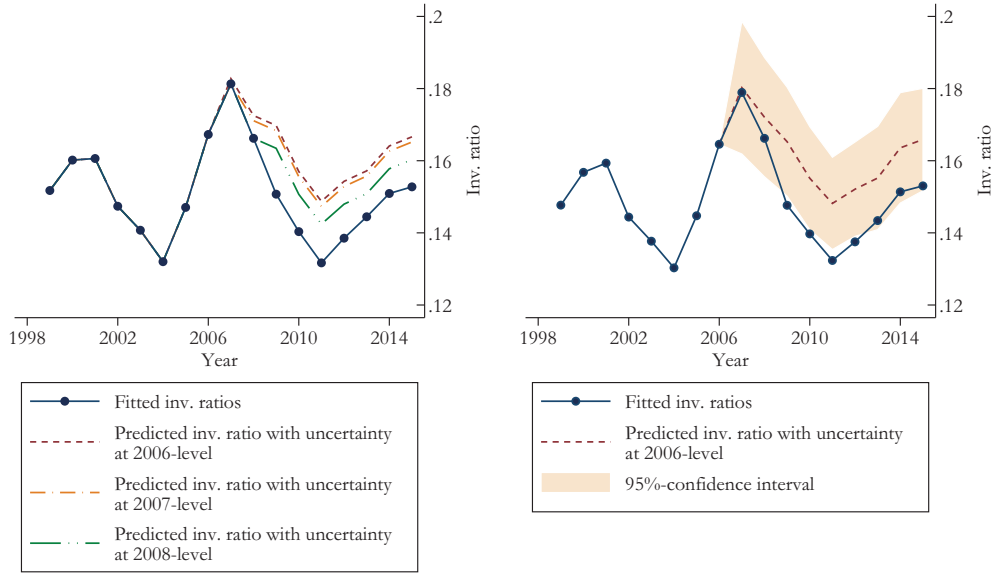 .2
.18
.16
.14
.12
Inv. ratio
1998
2002
2006
2010
2014
Year
Fitted inv. ratios
Predicted inv. ratio with uncertainty
at 2006-level
Predicted inv. ratio with uncertainty
at 2007-level
Predicted inv. ratio with uncertainty
at 2008-level
.2
.18
.16
.14
.12
Inv. ratio
1998
2002
2006
2010
2014
Year
Fitted inv. ratios
Predicted inv. ratio with uncertainty
at 2006-level
95%-confidence interval